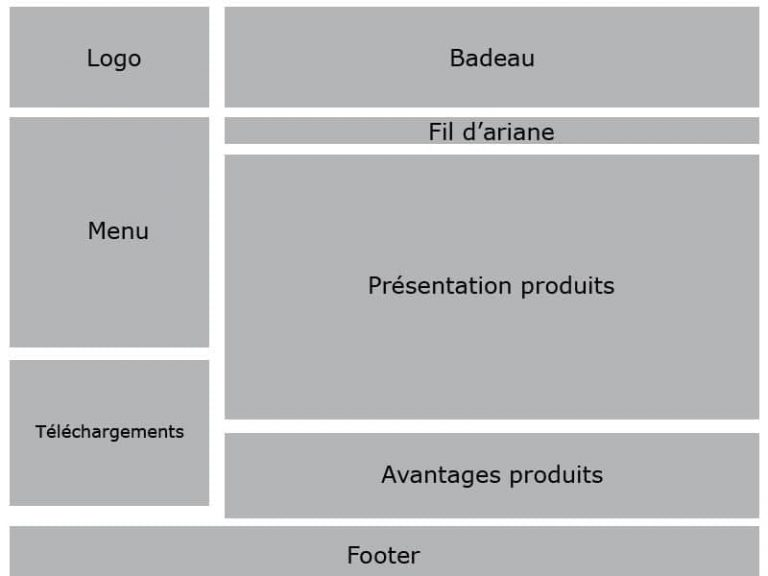 Logo
Badeau
Fil d’ariane
Menu
Présentation produits
Téléchargements
Avantages produits
Footer